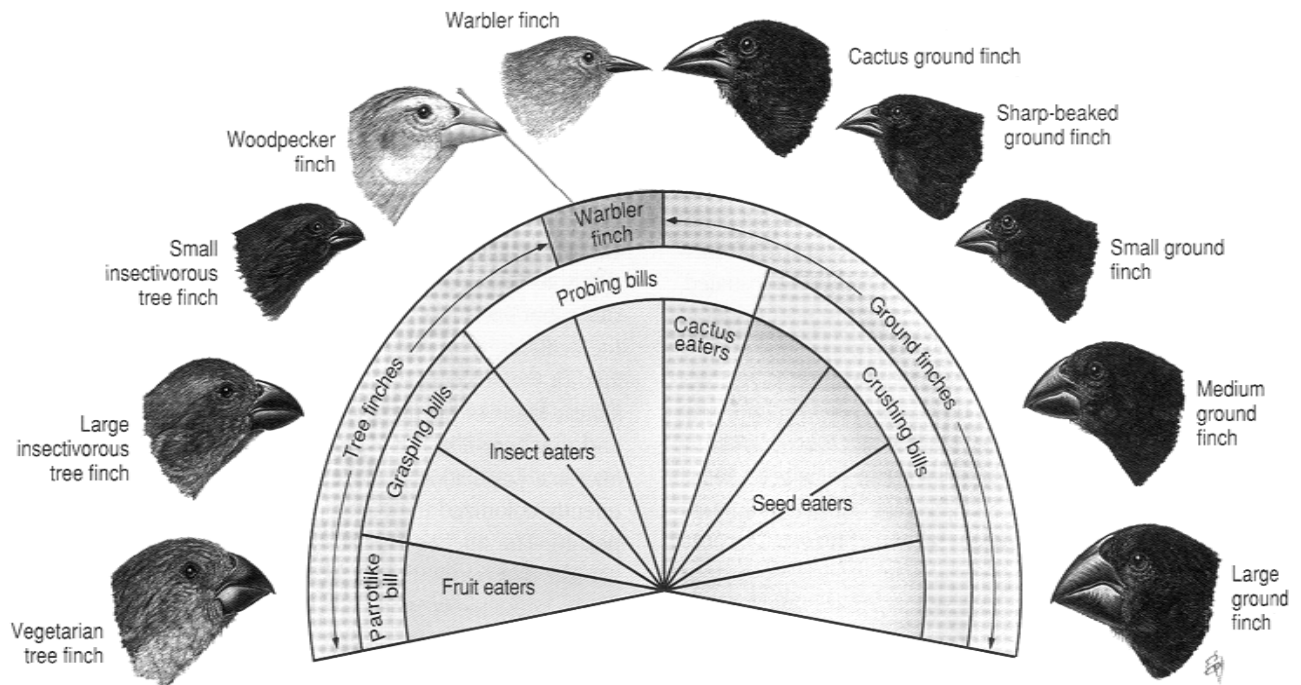 Warbler finch
Cactus ground finch
Woodpecker
finch
Sharp-beaked
ground finch
Small
insectivorous
tree finch
Small ground
finch
Large
insectivorous
tree finch
Medium
ground
finch
Vegetarian
tree finch
Large
ground
finch
Warbler
finch
Tree finches
Ground finches
Probing bills
Grasping bills
Crushing bills
Parrotlike
bill
Cactus
eaters
Insect eaters
Seed eaters
Fruit eaters